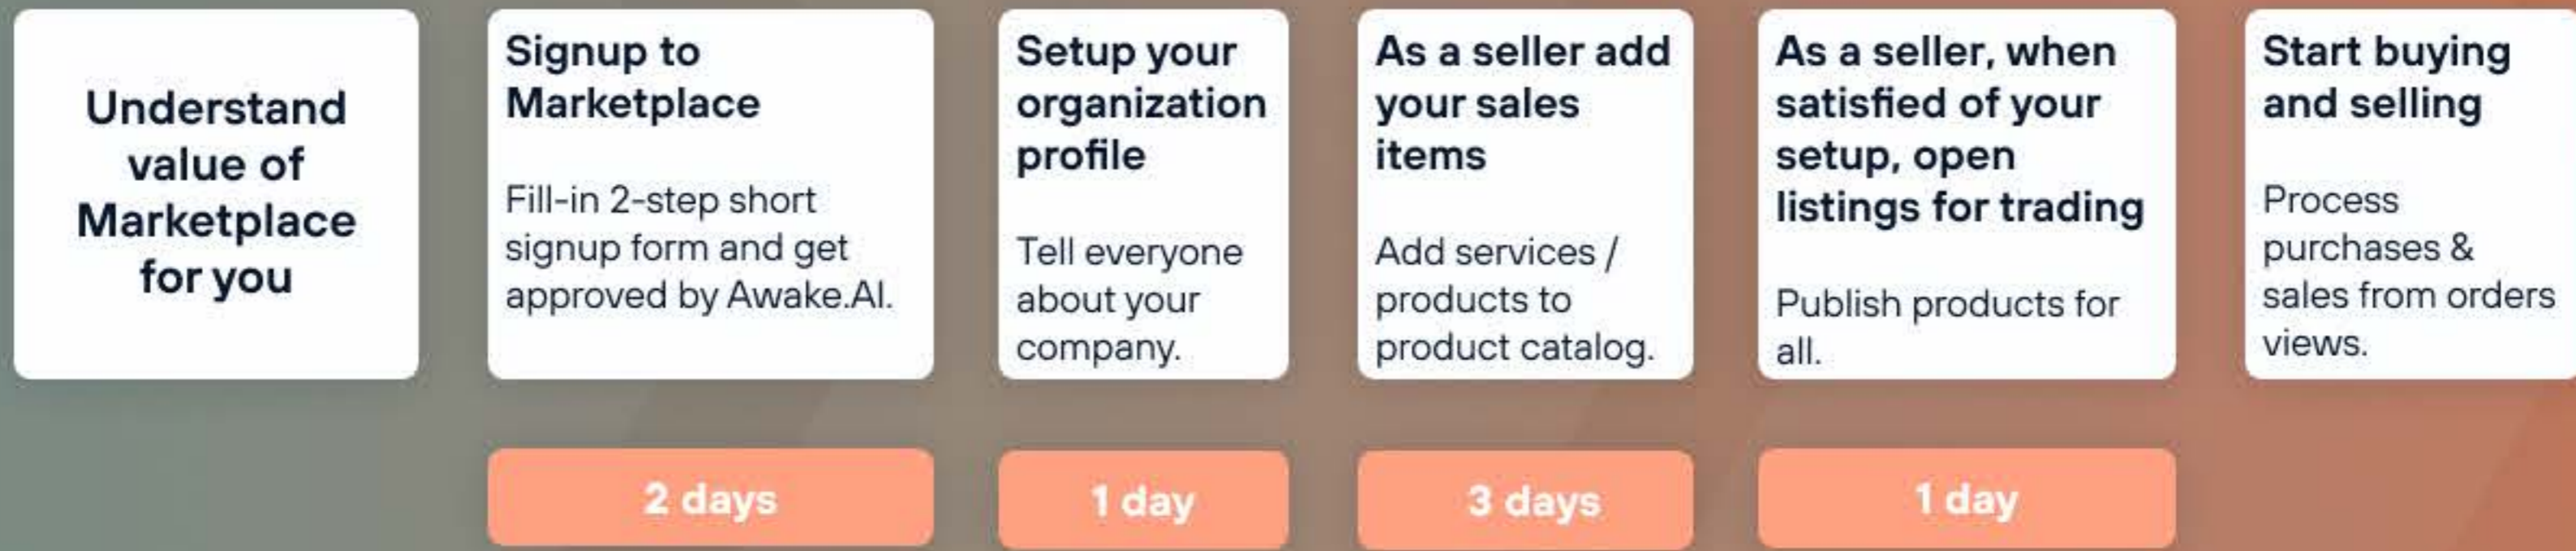 Understand
value of
Marketplace
for you
Signup to
Marketplace
Fill-in 2-step short
signup form and get
approved by Awake.AI.
2 days
Setup your
organization
profile
Tell everyone
about your
company.
1 day
As a seller add
your sales
items
Add services /
products to
product catalog.
3 days
As a seller, when
satisfied of your
setup, open
listings for trading
Publish products for
all.
1 day
Start buying
and selling
Process
purchases &
sales from orders
views.